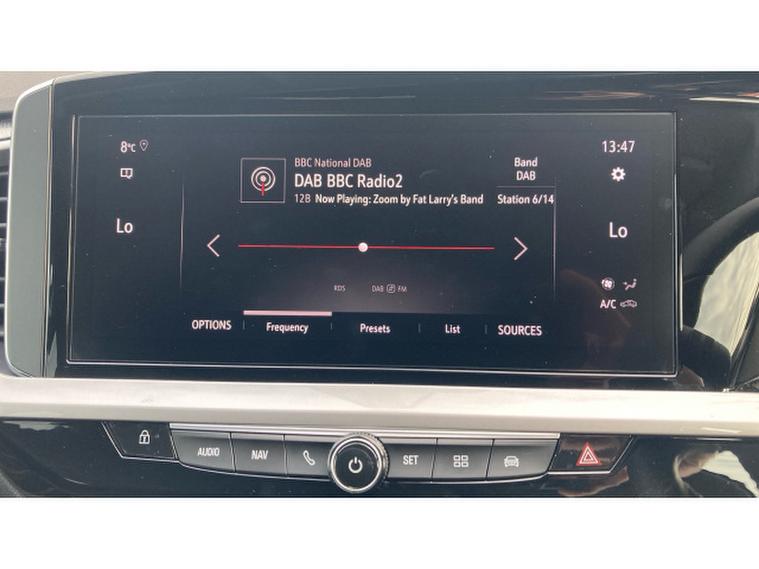 8°C
13:47
BBC National DAB
DAB BBC Radio2
12B Now Playing: Zoom by Fat Larry's Band
Band
DAB
Station 6/14
Lo
Lo
RDS DAB FM
A/C
OPTIONS Frequency Presets List SOURCES
AUDIO NAV SET